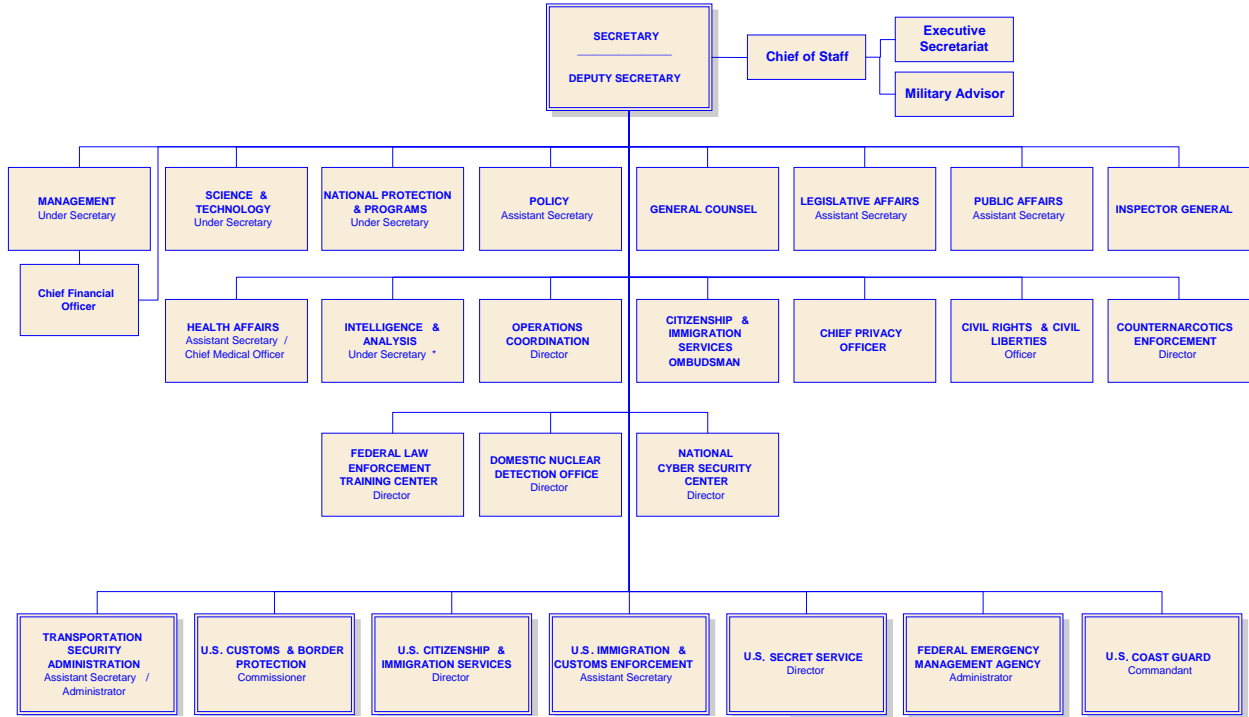 SECRETARY
DEPUTY SECRETARY
Chief of Staff
Executive
Secretariat
Military Advisor
MANAGEMENT
Under Secretary
SCIENCE & TECHNOLOGY
Under Secretary
NATIONAL PROTECTION
& PROGRAMS
Under Secretary
POLICY
Assistant Secretary
GENERAL COUNSEL
LEGISLATIVE AFFAIRS
Assistant Secretary
PUBLIC AFFAIRS
Assistant Secretary
INSPECTOR GENERAL
Chief Financial
Officer
HEALTH AFFAIRS
Assistant Secretary /
Chief Medical Officer
INTELLIGENCE &
ANALYSIS
Under Secretary *
OPERATIONS
COORDINATION
Director
CITIZENSHIP &
IMMIGRATION
SERVICES
OMBUDSMAN
CHIEF PRIVACY
OFFICER
CIVIL RIGHTS & CIVIL
LIBERTIES
Officer
COUNTERNARCOTICS
ENFORCEMENT
Director
FEDERAL LAW
ENFORCEMENT
TRAINING CENTER
Director
DOMESTIC NUCLEAR
DETECTION OFFICE
Director
NATIONAL
CYBER SECURITY
CENTER
Director
TRANSPORTATION
SECURITY
ADMINISTRATION
Assistant Secretary /
Administrator
U.S. CUSTOMS & BORDER
PROTECTION
Commissioner
U.S. CITIZENSHIP &
IMMIGRATION SERVICES
Director
U.S. IMMIGRATION &
CUSTOMS ENFORCEMENT
Assistant Secretary
U.S. SECRET SERVICE
Director
FEDERAL EMERGENCY
MANAGEMENT AGENCY
Administrator
U.S. COAST GUARD
Commandant